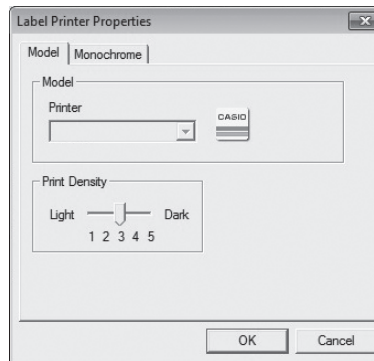 Label Printer Properties
Model Monochrome
Model
Printer
CASIO
Print Density
Light Dark
1 2 3 4 5
OK Cancel